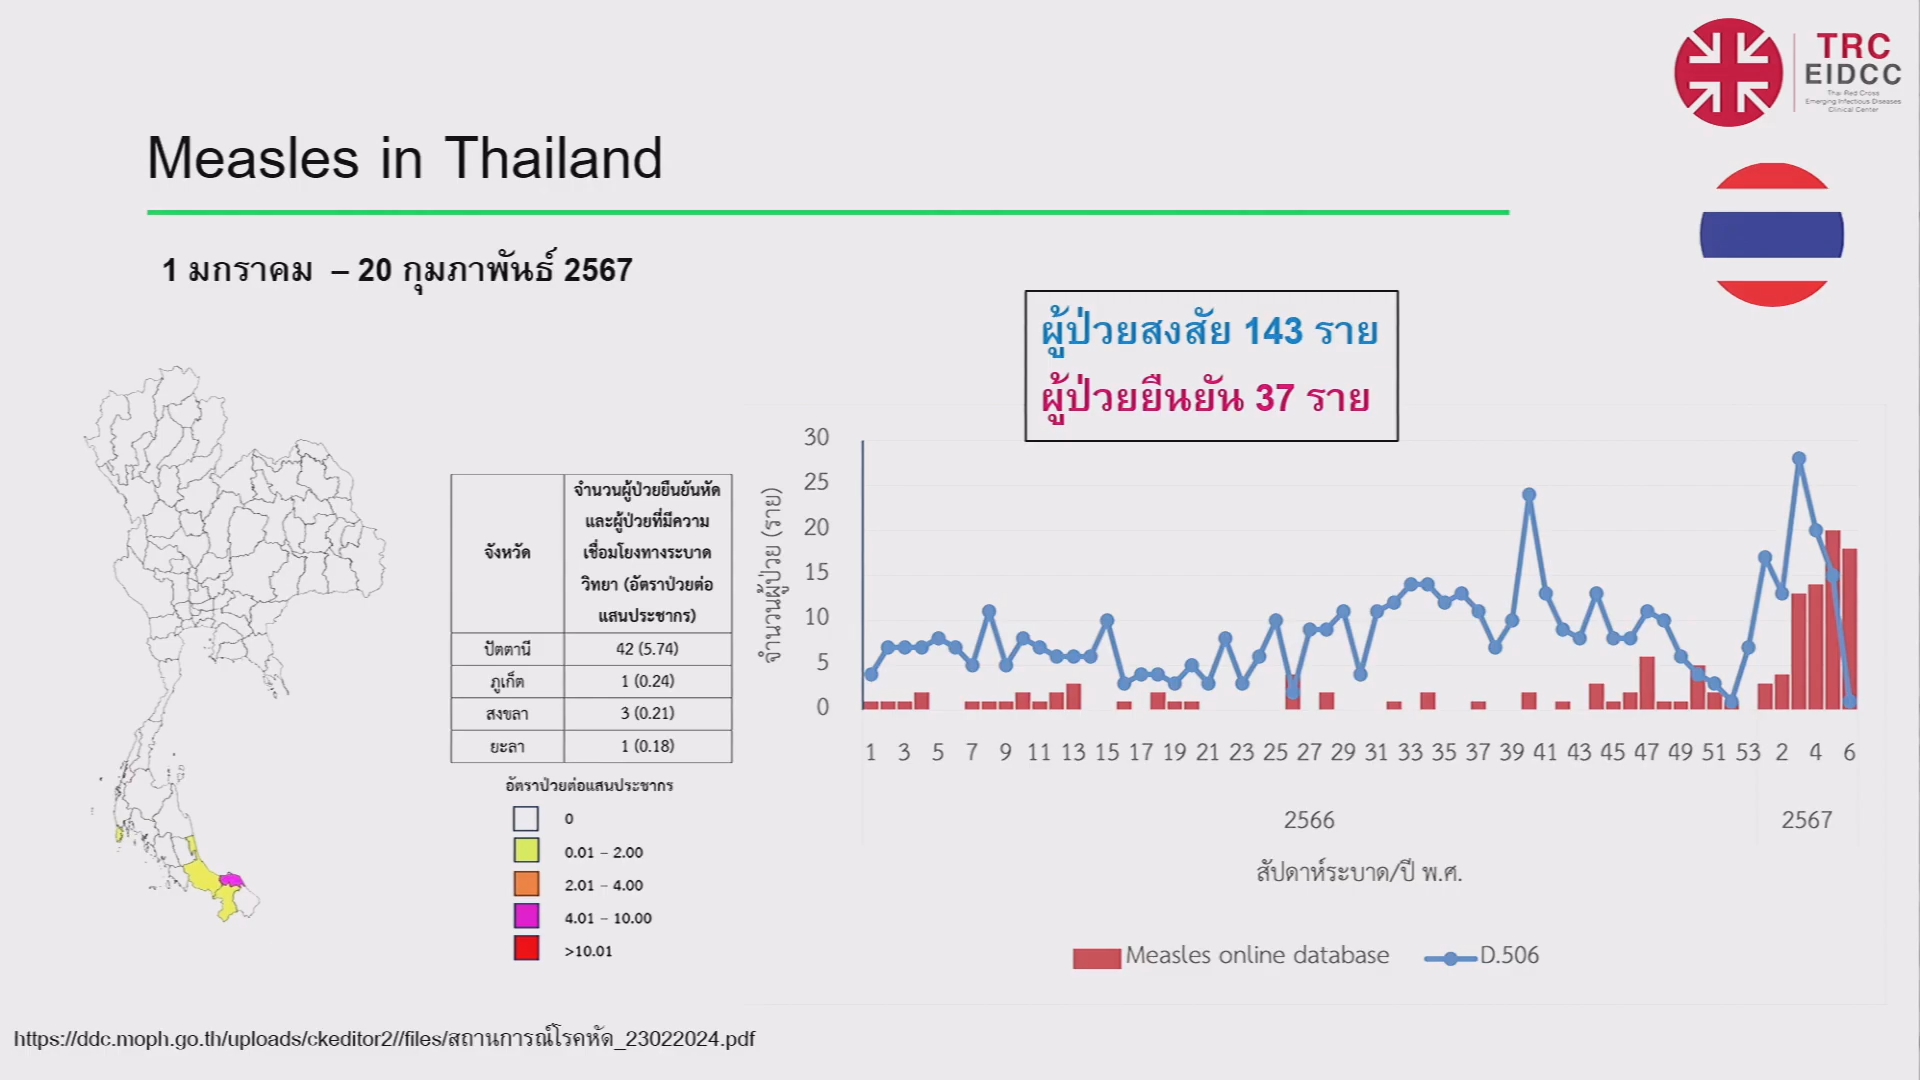 TRC
EIDCC
Thai Red Cross
Emerging Infectious Diseases
Clinical Center
Measles in Thailand
1 มกราคม – 20 กุมภาพันธ์ 2567
ผู้ป่วยสงสัย 143 ราย
ผู้ป่วยยืนยัน 37 ราย
จังหวัด
จำนวนผู้ป่วยยืนยันหัด
และผู้ป่วยที่มีความ
เชื่อมโยงทางระบาด
วิทยา (อัตราป่วยต่อ
แสนประชากร)
ปัตตานี 42 (5.74)
ภูเก็ต 1 (0.24)
สงขลา 3 (0.21)
ยะลา 1 (0.18)
อัตราป่วยต่อแสนประชากร
0
0.01 – 2.00
2.01 – 4.00
4.01 – 10.00
>10.01
จำนวนผู้ป่วย (ราย)
30
25
20
15
10
5
0
1 3 5 7 9 11 13 15 17 19 21 23 25 27 29 31 33 35 37 39 41 43 45 47 49 51 53 2 4 6
2566 2567
สัปดาห์ระบาด/ปี พ.ศ.
Measles online database D.506
https://ddc.moph.go.th/uploads/ckeditor2//files/สถานการณ์โรคหัด_23022024.pdf